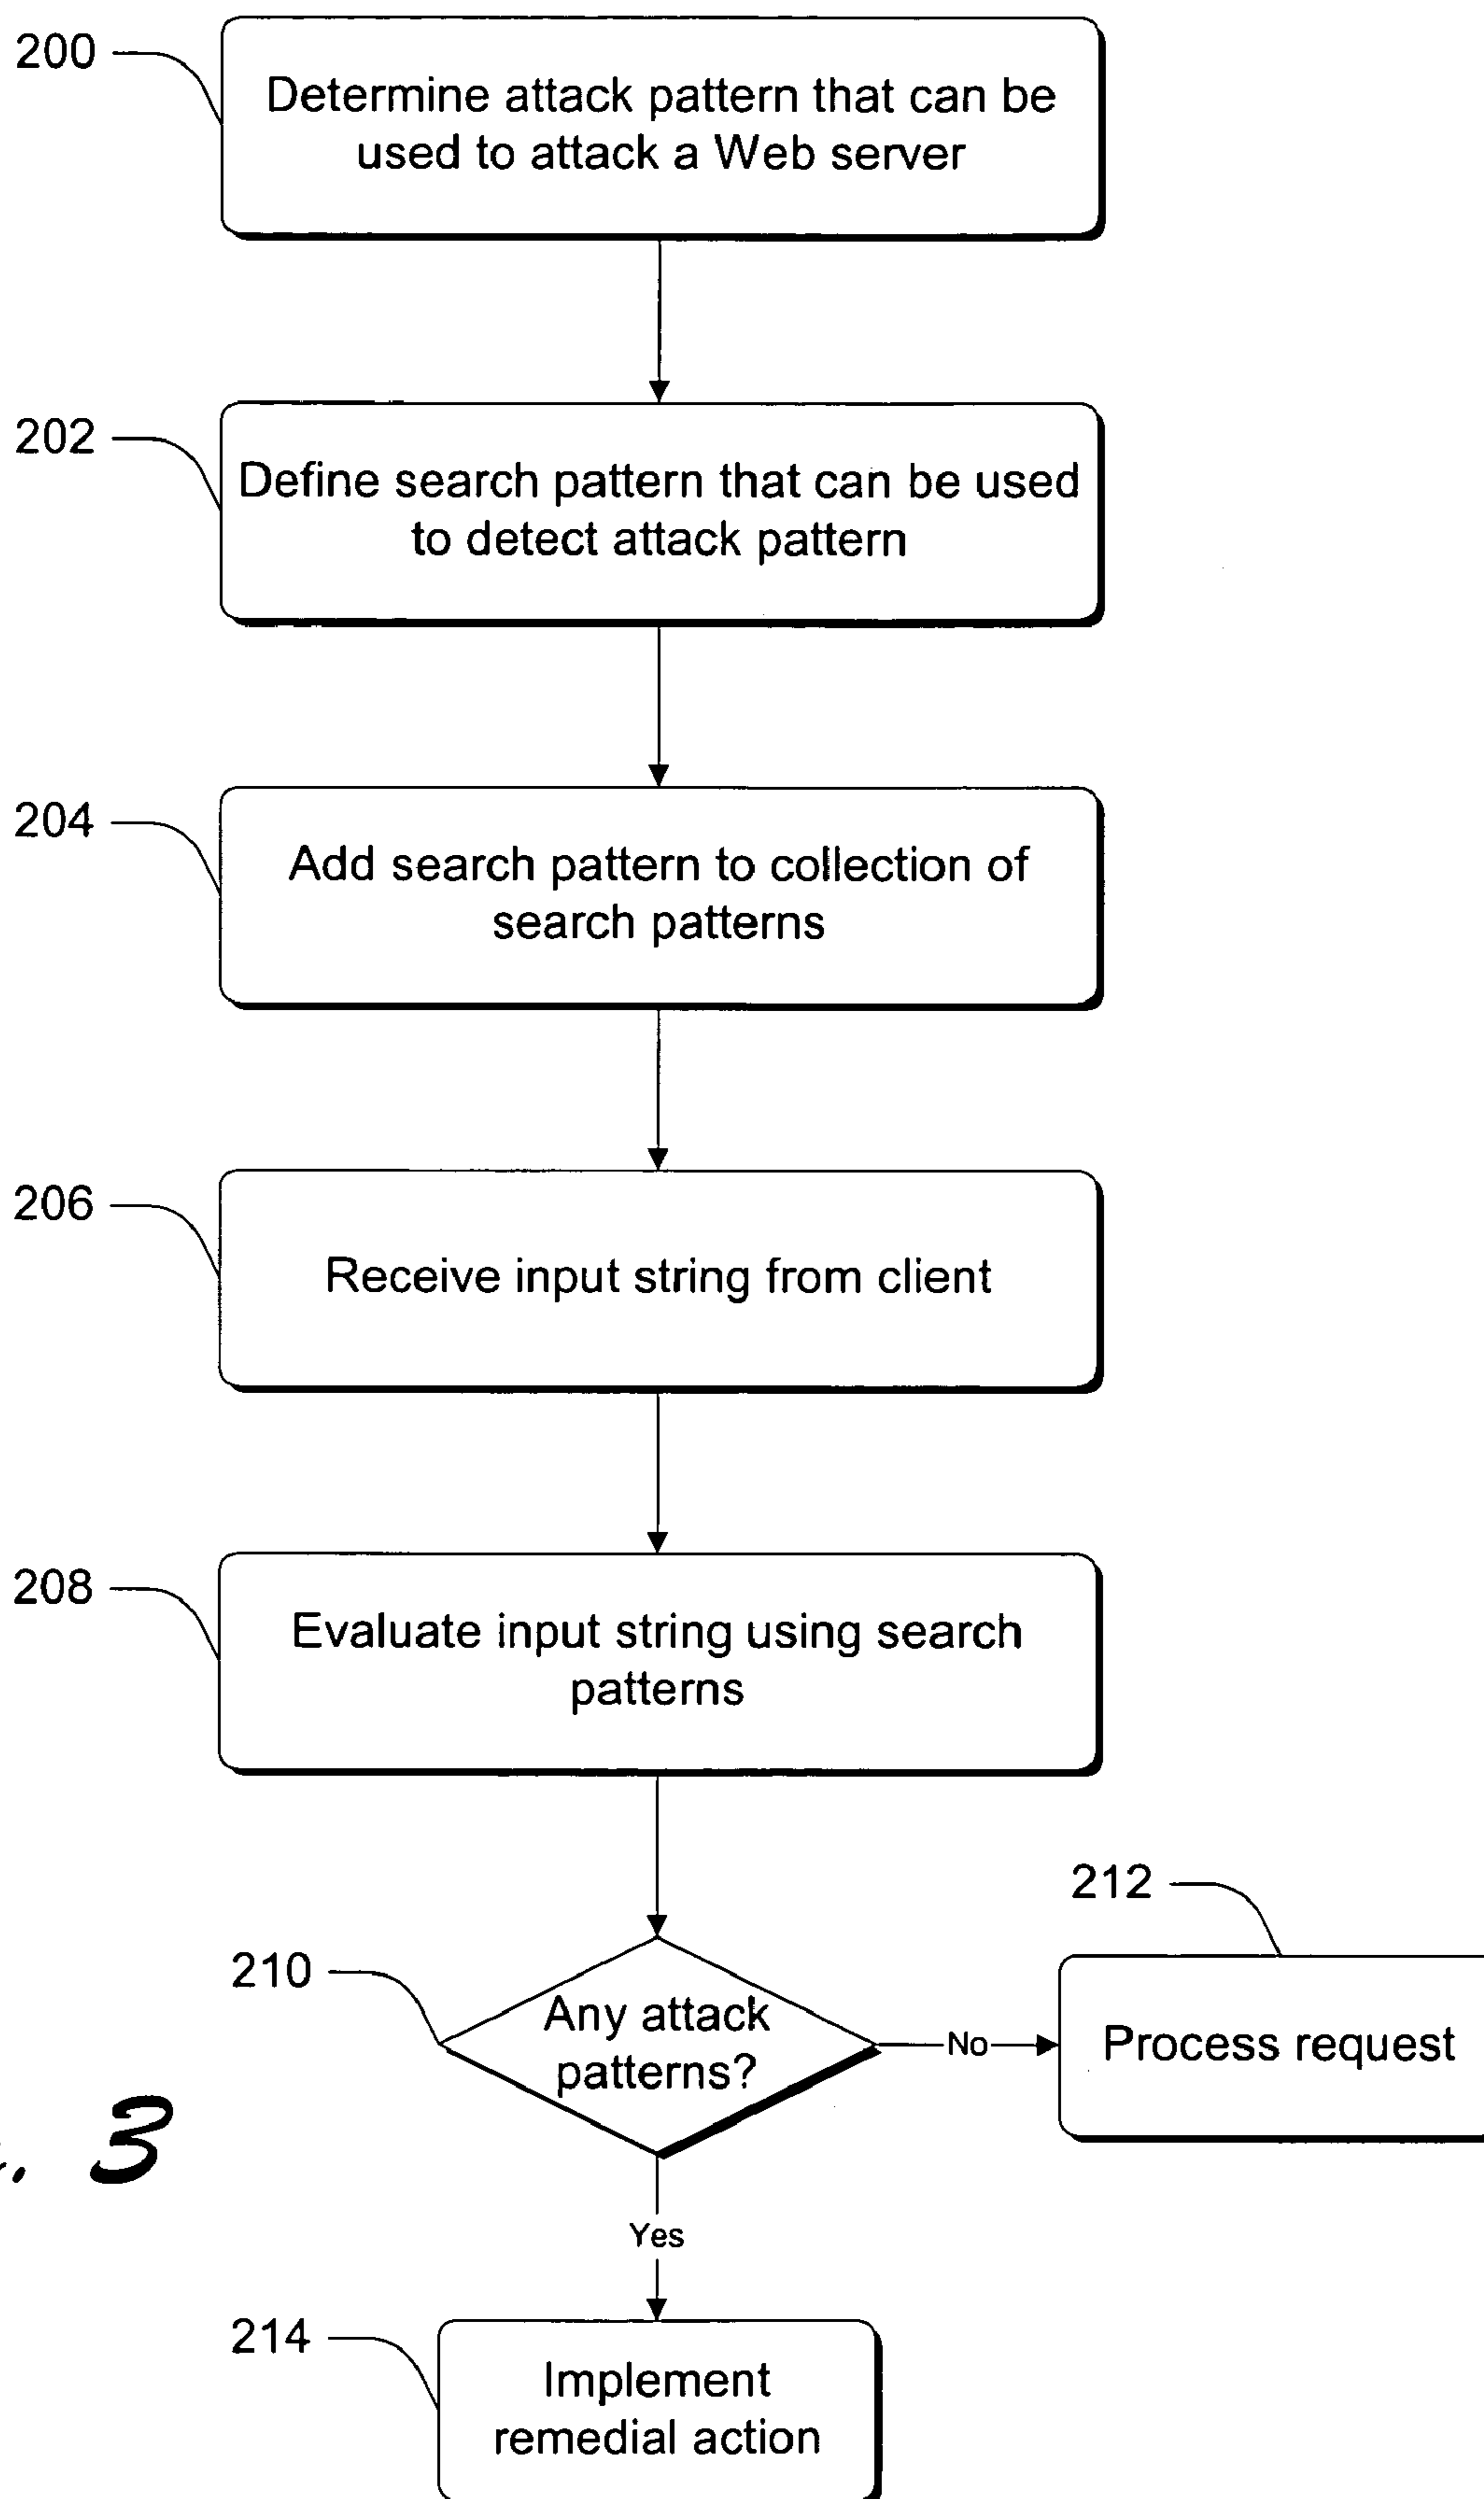 200
Determine attack pattern that can be
used to attack a Web server
202
Define search pattern that can be used
to detect attack pattern
204
Add search pattern to collection of
search patterns
206
Receive input string from client
208
Evaluate input string using search
patterns
212
210
Any attack
patterns?
No
Process request
3
Yes
214
Implement
remedial action